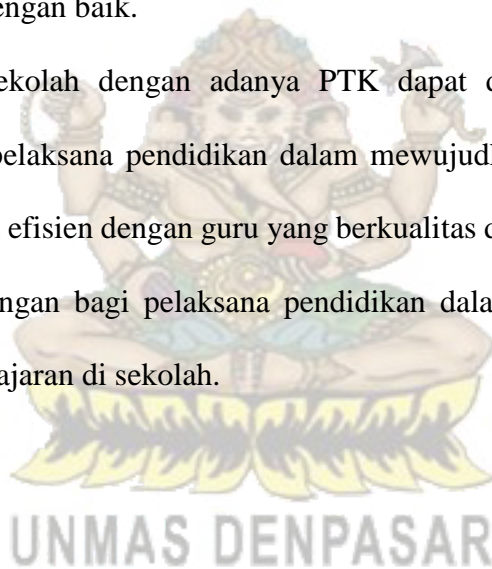 engan baik.
ekolah dengan adanya PTK dapat d
pelaksana pendidikan dalam mewujudk
efisien dengan guru yang berkualitas d
ngan bagi pelaksana pendidikan dala
ajaran di sekolah.
UNMAS DENPASAR